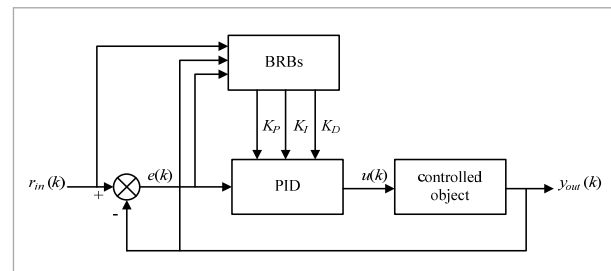 BRBs
K_P K_I K_D
r_in (k) + - e(k) PID u(k) controlled object y_out (k)